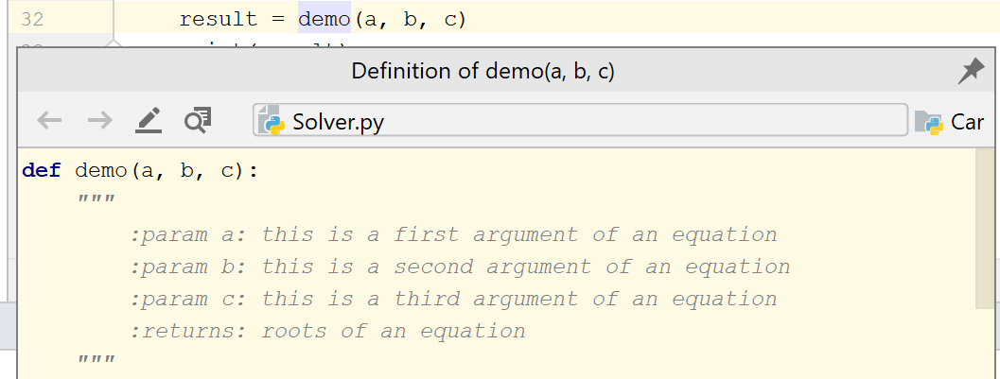 32 result = demo(a, b, c)
Definition of demo(a, b, c)
Solver.py Car
def demo(a, b, c):
"""
:param a: this is a first argument of an equation
:param b: this is a second argument of an equation
:param c: this is a third argument of an equation
:returns: roots of an equation
"""